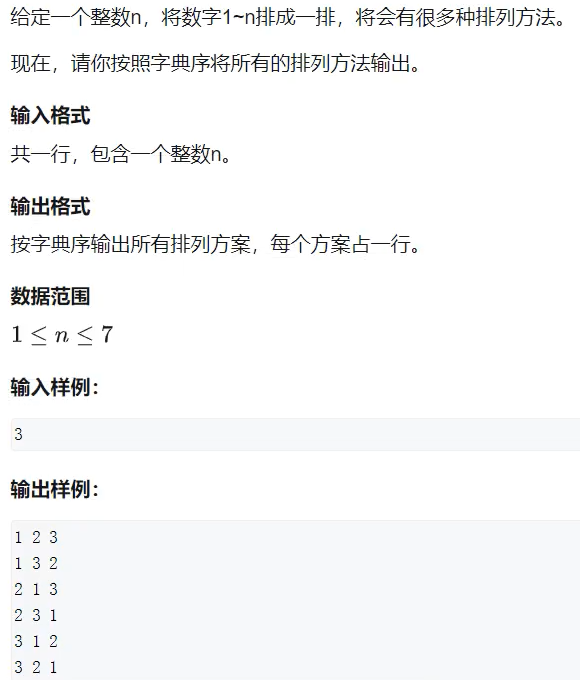 给定一个整数n，将数字1~n排成一排，将会有很多种排列方法。
现在，请你按照字典序将所有的排列方法输出。
输入格式
共一行，包含一个整数n。
输出格式
按字典序输出所有排列方案，每个方案占一行。
数据范围
1 ≤ n ≤ 7
输入样例：
3
输出样例：
1 2 3
1 3 2
2 1 3
2 3 1
3 1 2
3 2 1